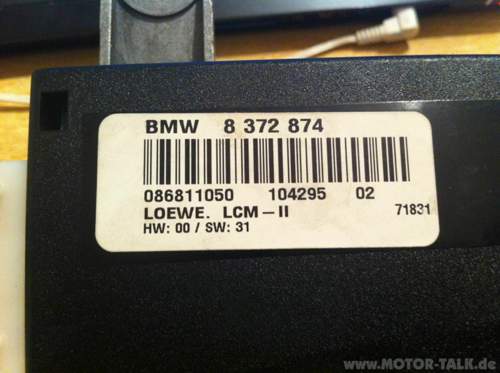 BMW 8 372 874
086811050 104295 02
LOEWE. LCM-II 71831
HW: 00 / SW: 31
www.MOTOR-TALK.de